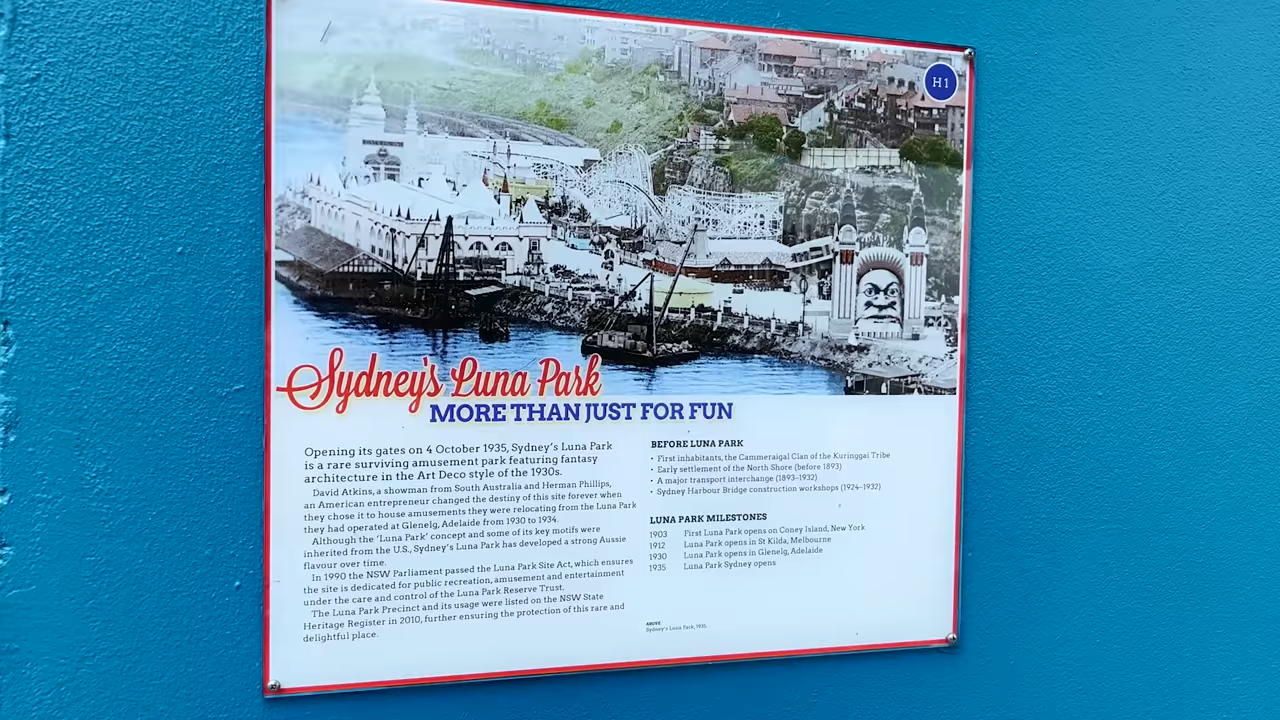 H1
Sydney's Luna Park
MORE THAN JUST FOR FUN
Opening its gates on 4 October 1935, Sydney's Luna Park
is a rare surviving amusement park featuring fantasy
architecture in the Art Deco style of the 1930s.
David Atkins, a showman from South Australia and Herman Phillips,
an American entrepreneur changed the destiny of this site forever when
they chose it to house amusements they were relocating from the Luna Park
they had operated at Glenelg, Adelaide from 1930 to 1934.
Although the 'Luna Park' concept and some of its key motifs were
inherited from the U.S., Sydney's Luna Park has developed a strong Aussie
flavour over time.
In 1990 the NSW Parliament passed the Luna Park Site Act, which ensures
the site is dedicated for public recreation, amusement and entertainment
under the care and control of the Luna Park Reserve Trust.
The Luna Park Precinct and its usage were listed on the NSW State
Heritage Register in 2010, further ensuring the protection of this rare and
delightful place.
BEFORE LUNA PARK
• First inhabitants, the Cammeraigal Clan of the Kuringgai Tribe
• Early settlement of the North Shore (before 1893)
• A major transport interchange (1893–1932)
• Sydney Harbour Bridge construction workshops (1924–1932)
LUNA PARK MILESTONES
1903 First Luna Park opens on Coney Island, New York
1912 Luna Park opens in St Kilda, Melbourne
1930 Luna Park opens in Glenelg, Adelaide
1935 Luna Park Sydney opens
ABOVE
Sydney's Luna Park, 1935.